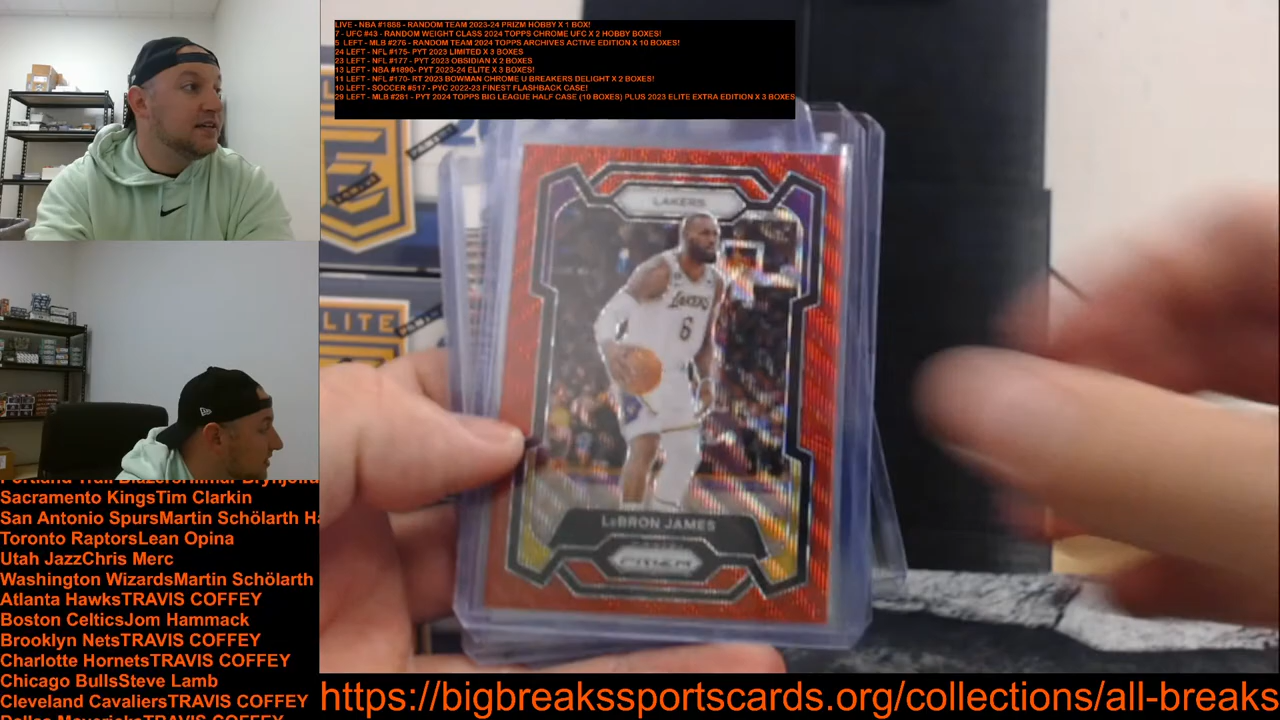 LIVE - NBA #1888 - RANDOM TEAM 2023-24 PRIZM HOBBY X 1 BOX!
7 - UFC #43 - RANDOM WEIGHT CLASS 2024 TOPPS CHROME UFC X 2 HOBBY BOXES!
5 LEFT - MLB #276 - RANDOM TEAM 2024 TOPPS ARCHIVES ACTIVE EDITION X 10 BOXES!
24 LEFT - NFL #175- PYT 2023 LIMITED X 3 BOXES
23 LEFT - NFL #177 - PYT 2023 OBSIDIAN X 2 BOXES
13 LEFT - NBA #1890- PYT 2023-24 ELITE X 3 BOXES!
11 LEFT - NFL #170- RT 2023 BOWMAN CHROME U BREAKERS DELIGHT X 2 BOXES!
10 LEFT - SOCCER #517 - PYC 2022-23 FINEST FLASHBACK CASE!
29 LEFT - MLB #281 - PYT 2024 TOPPS BIG LEAGUE HALF CASE (10 BOXES) PLUS 2023 ELITE EXTRA EDITION X 3 BOXES
LAKERS
LAKERS
6
LEBRON JAMES
PRIZM
E
LITE
Sacramento KingsTim Clarkin
San Antonio SpursMartin Schölarth Ha
Toronto RaptorsLean Opina
Utah JazzChris Merc
Washington WizardsMartin Schölarth
Atlanta HawksTRAVIS COFFEY
Boston CelticsJom Hammack
Brooklyn NetsTRAVIS COFFEY
Charlotte HornetsTRAVIS COFFEY
Chicago BullsSteve Lamb
Cleveland CavaliersTRAVIS COFFEY
Dallas MavericksTRAVIS COFFEY
https://bigbreakssportscards.org/collections/all-breaks